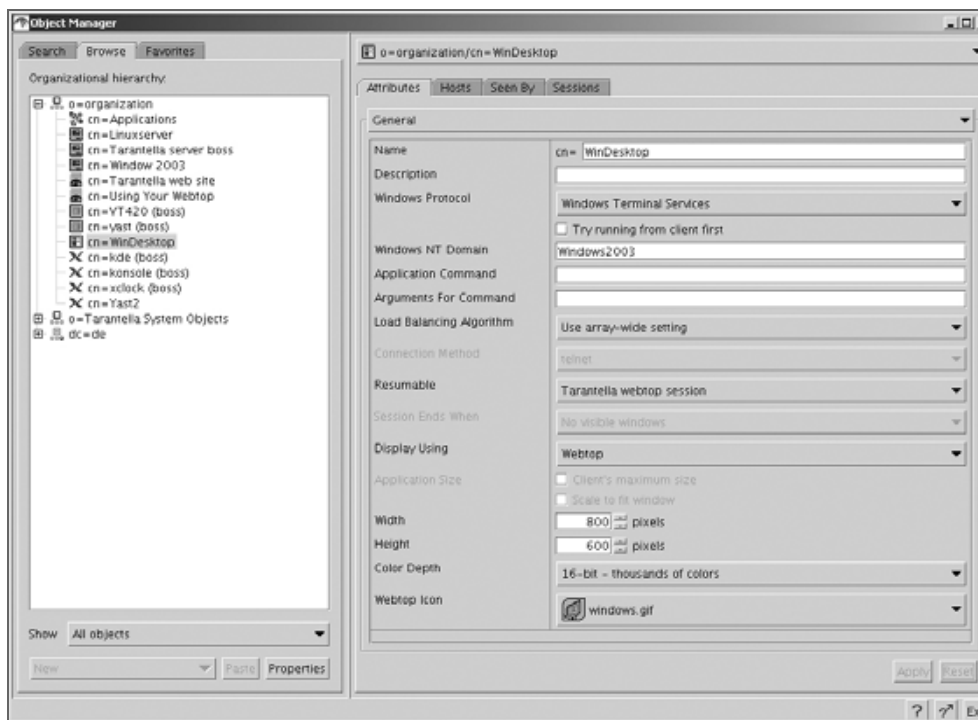 Object Manager
Search Browse Favorites
Organizational hierarchy:
o=organization
cn=Applications
cn=Linuxserver
cn=Tarantella server boss
cn=Window 2003
cn=Tarantella web site
cn=Using Your Webtop
cn=VT420 (boss)
cn=yast (boss)
cn=WinDesktop
cn=kde (boss)
cn=konsole (boss)
cn=xclock (boss)
cn=Yast2
o=Tarantella System Objects
dc=de
Show All objects
New Paste Properties
o=organization/cn=WinDesktop
Attributes Hosts Seen By Sessions
General
Name cn= WinDesktop
Description
Windows Protocol Windows Terminal Services
Try running from client first
Windows NT Domain Windows2003
Application Command
Arguments For Command
Load Balancing Algorithm Use array-wide setting
Connection Method telnet
Resumable Tarantella webtop session
Session Ends When No visible windows
Display Using Webtop
Application Size Client's maximum size
Scale to fit window
Width 800 pixels
Height 600 pixels
Color Depth 16-bit - thousands of colors
Webtop Icon windows.gif
Apply Reset
?